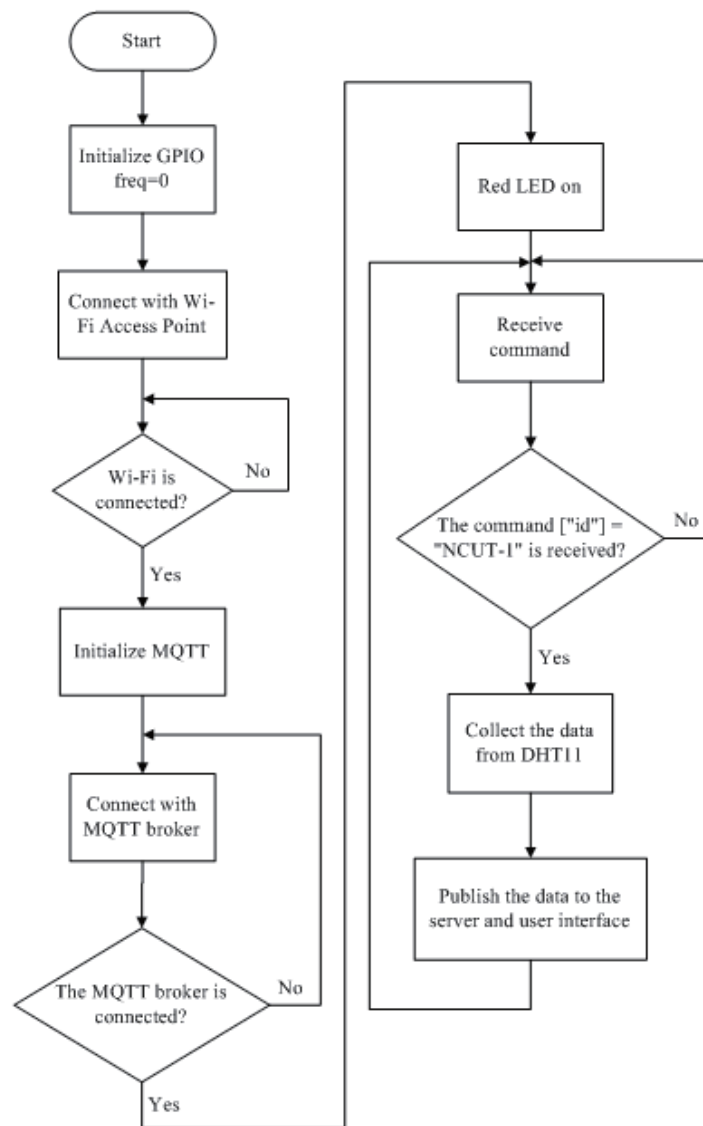 Start
Initialize GPIO
freq=0
Connect with Wi-
Fi Access Point
Wi-Fi is
connected?
No
Yes
Initialize MQTT
Connect with
MQTT broker
The MQTT broker is
connected?
No
Yes
Red LED on
Receive
command
The command ["id"] =
"NCUT-1" is received?
No
Yes
Collect the data
from DHT11
Publish the data to the
server and user interface